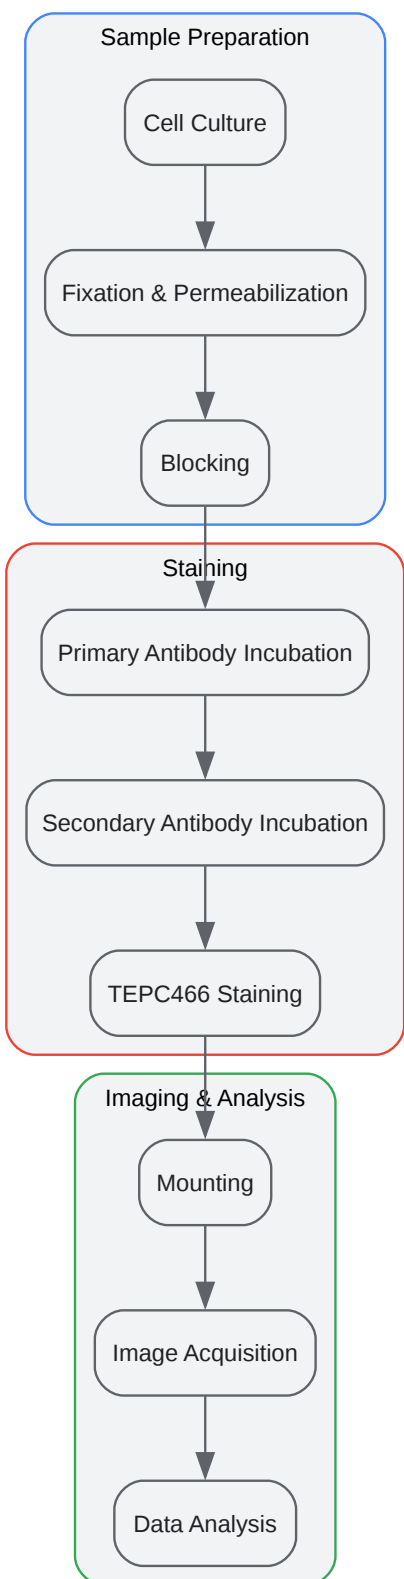 Sample Preparation
Cell Culture
Fixation & Permeabilization
Blocking
Staining
Primary Antibody Incubation
Secondary Antibody Incubation
TEPC466 Staining
Imaging & Analysis
Mounting
Image Acquisition
Data Analysis